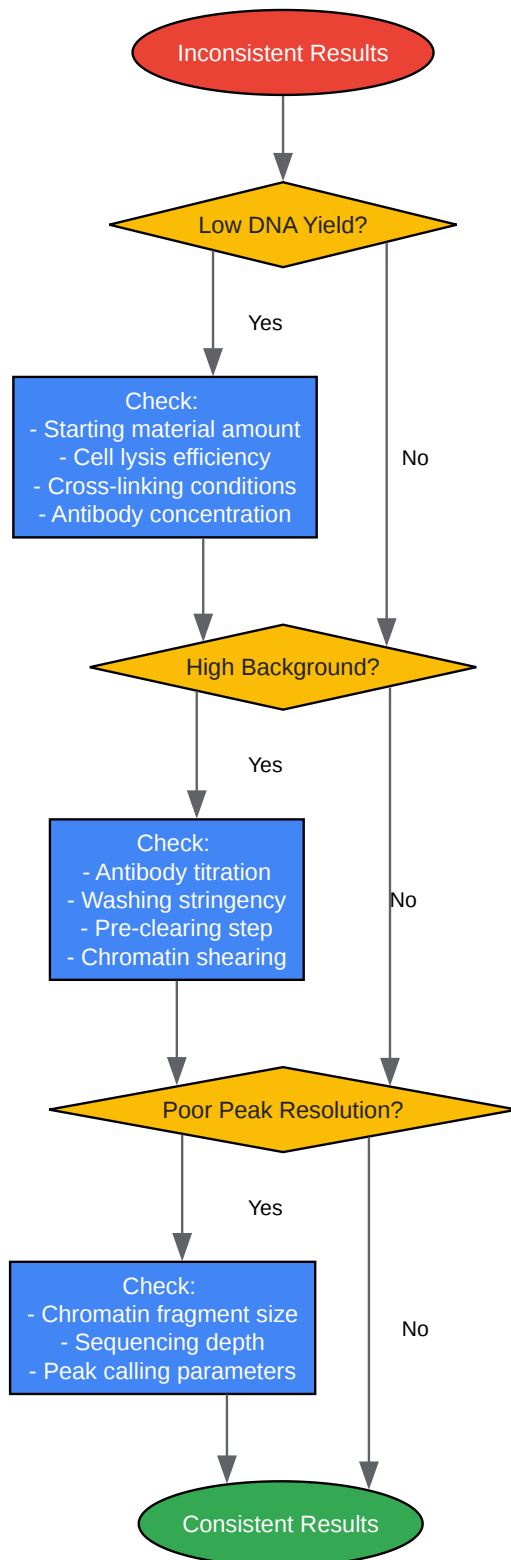 Inconsistent Results
Low DNA Yield?
Yes
Check:
- Starting material amount
- Cell lysis efficiency
- Cross-linking conditions
- Antibody concentration
No
High Background?
Yes
Check:
- Antibody titration
- Washing stringency
- Pre-clearing step
- Chromatin shearing
No
Poor Peak Resolution?
Yes
Check:
- Chromatin fragment size
- Sequencing depth
- Peak calling parameters
No
Consistent Results